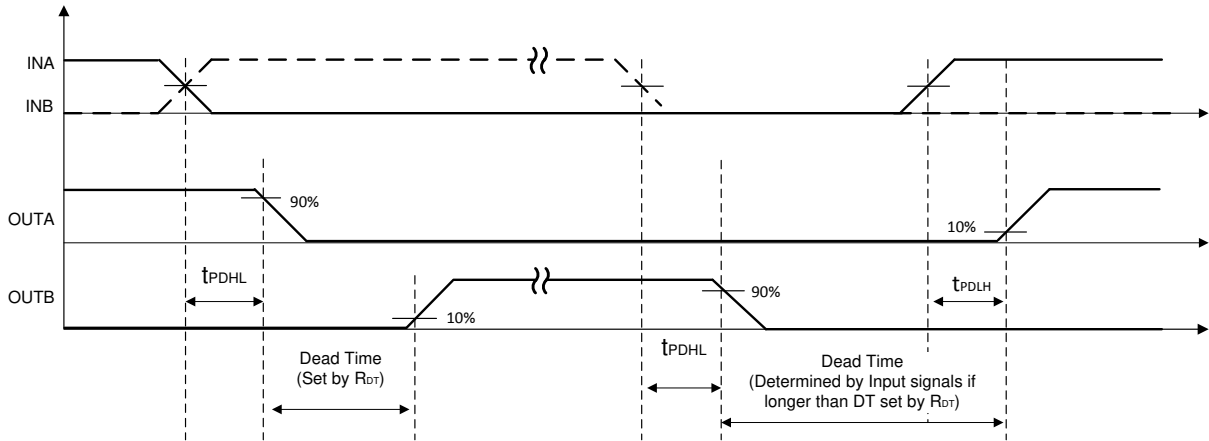 INA
INB
OUTA
90%
10%
OUTB
tPDHL
10%
90%
tPDLH
tPDHL
Dead Time
(Set by RDT)
Dead Time
(Determined by Input signals if
longer than DT set by RDT)